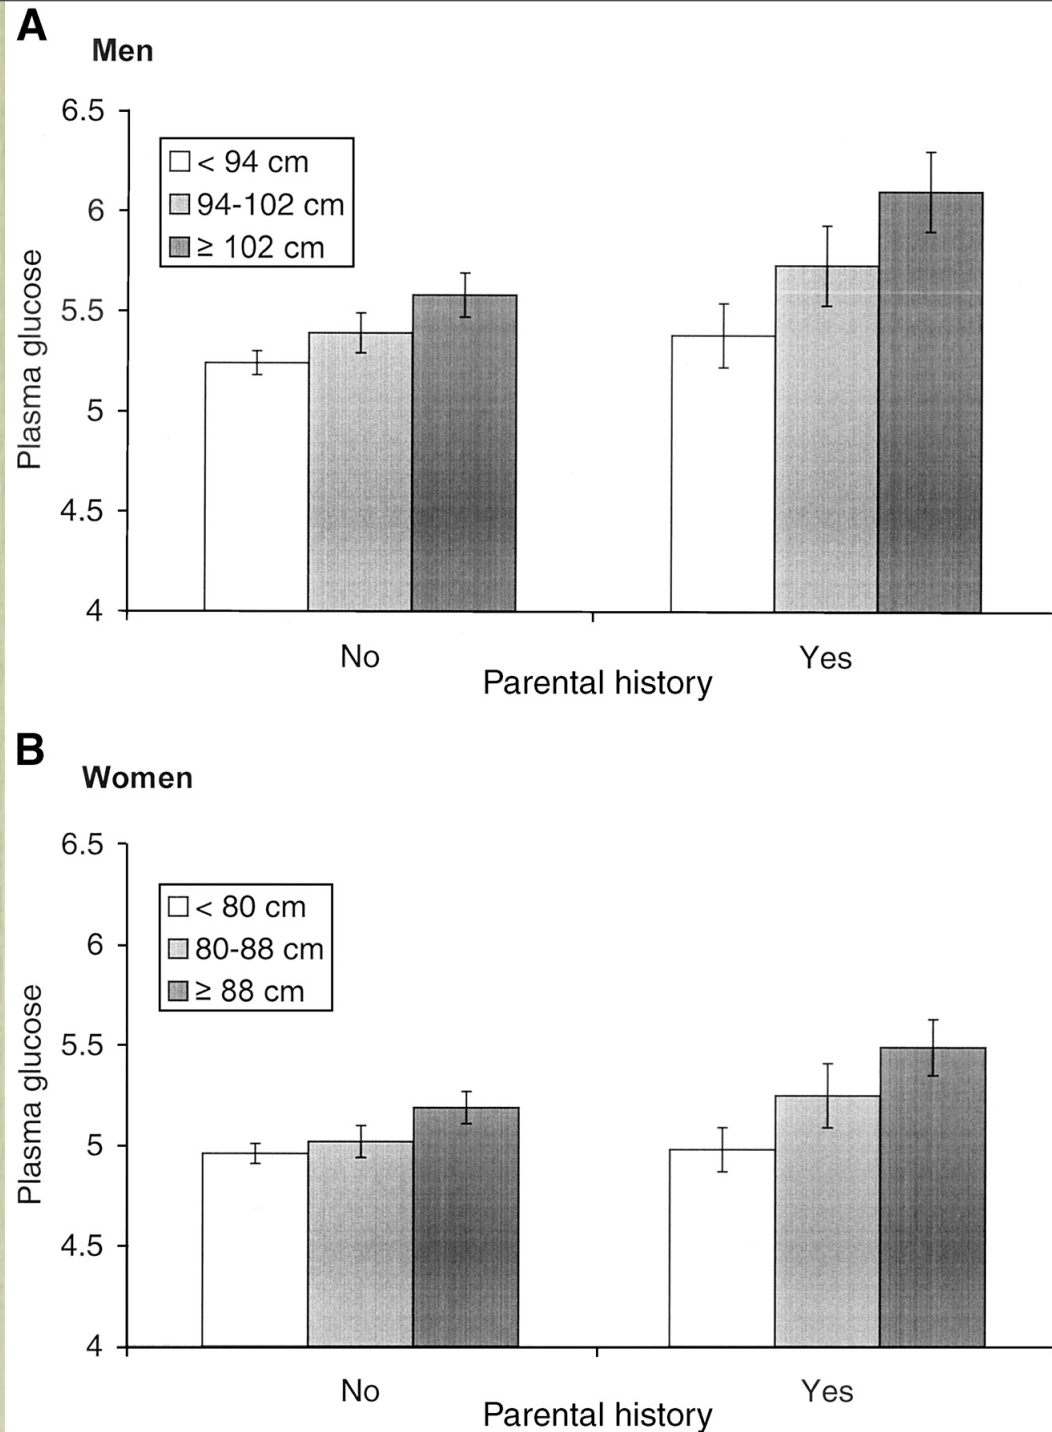 A
Men
6.5
6
5.5
5
4.5
4
Plasma glucose
< 94 cm
94-102 cm
≥ 102 cm
No
Yes
Parental history
B
Women
6.5
6
5.5
5
4.5
4
Plasma glucose
< 80 cm
80-88 cm
≥ 88 cm
No
Yes
Parental history